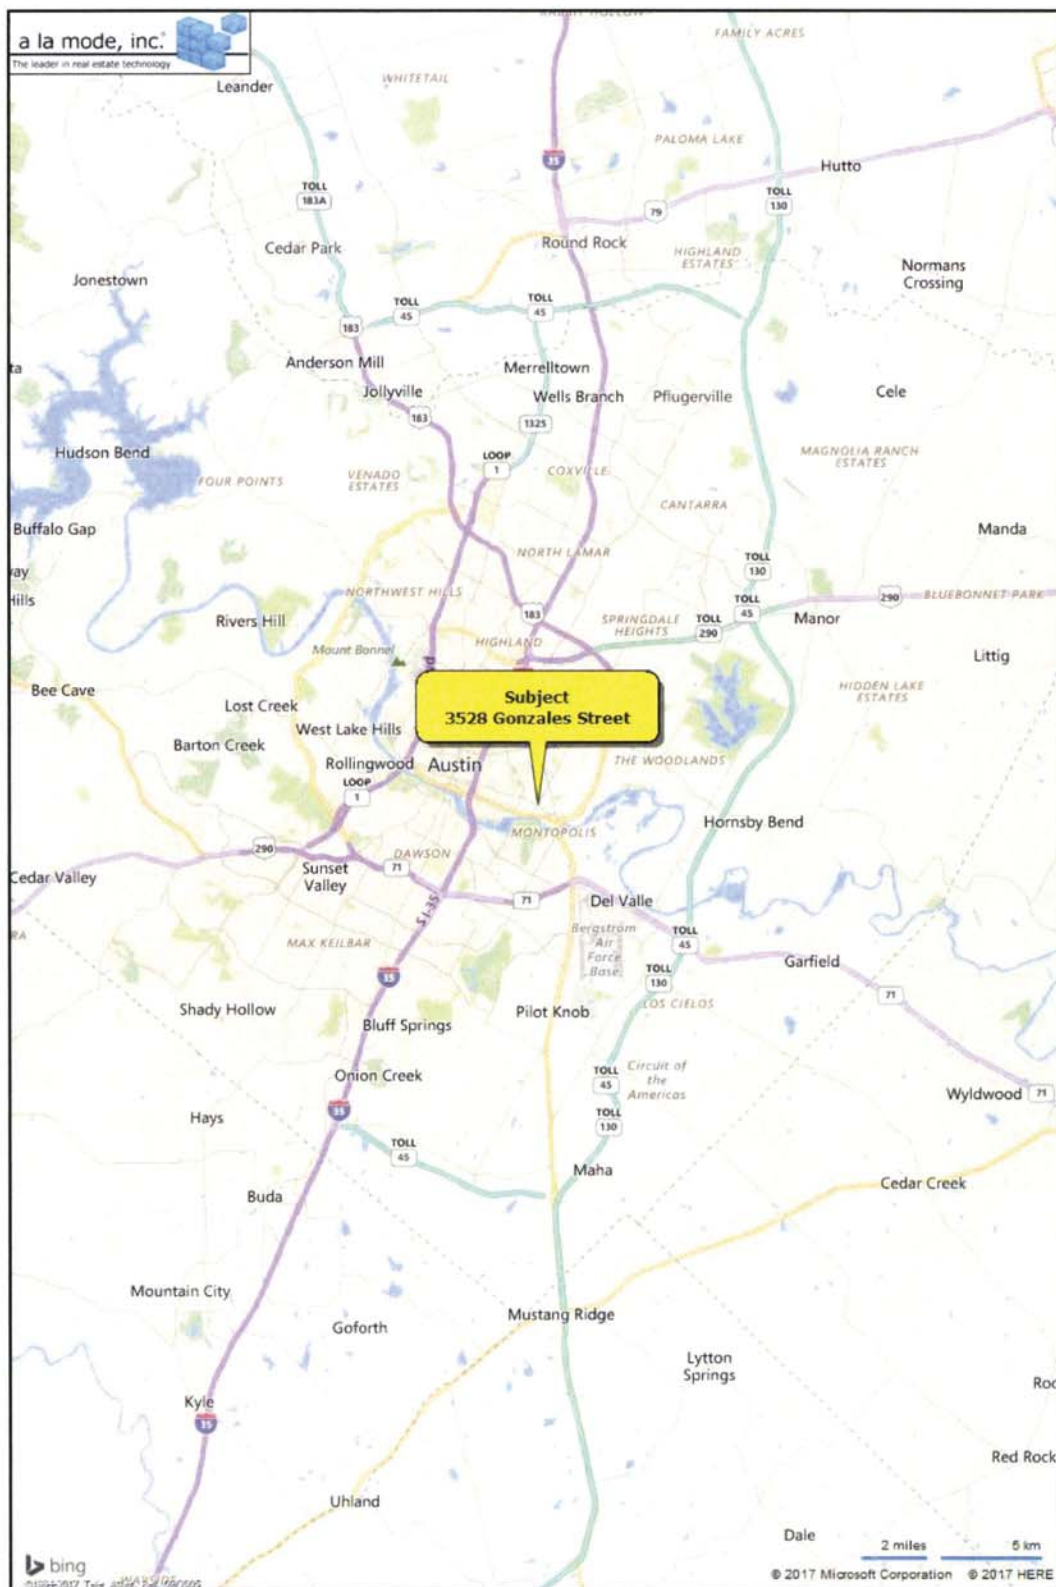 a la mode, inc.
The leader in real estate technology
FAMILY ACRES
WHITETAIL
Leander
PALOMA LAKE
35
Hutto
TOLL
183A
TOLL
130
79
Cedar Park
Round Rock
HIGHLAND
ESTATES
Normans
Crossing
Jonestown
TOLL
45
TOLL
45
183
Anderson Mill
Merrelltown
Jollyville
Wells Branch
Pflugerville
Cele
183
1325
Hudson Bend
LOOP
1
COXVILLE
MAGNOLIA RANCH
ESTATES
FOUR POINTS
VENADO
ESTATES
CANTARRA
Buffalo Gap
Manda
NORTH LAMAR
TOLL
130
Hills
NORTHWEST HILLS
290
BLUEBONNET PARK
Rivers Hill
183
SPRINGDALE
HEIGHTS
TOLL
290
TOLL
45
Manor
Mount Bonnel
HIGHLAND
Littig
Bee Cave
HIDDEN LAKE
ESTATES
Lost Creek
Subject
3528 Gonzales Street
West Lake Hills
Barton Creek
Rollingwood
Austin
THE WOODLANDS
LOOP
1
Hornsby Bend
MONTOPOLIS
290
DAWSON
Cedar Valley
Sunset
Valley
71
71
Del Valle
S I-35
Bergstrom
Air
Force
Base
MAX KEILBAR
TOLL
45
Garfield
35
TOLL
130
71
Shady Hollow
Pilot Knob
LOS CIELOS
Bluff Springs
Onion Creek
TOLL
45
Circuit of
the
Americas
Wyldwood
71
Hays
35
TOLL
130
TOLL
45
Maha
Buda
Cedar Creek
Mountain City
Mustang Ridge
Goforth
Lytton
Springs
Kyle
35
Red Rock
Uhland
Dale
2 miles
5 km
bing
© 2017 Microsoft Corporation © 2017 HERE